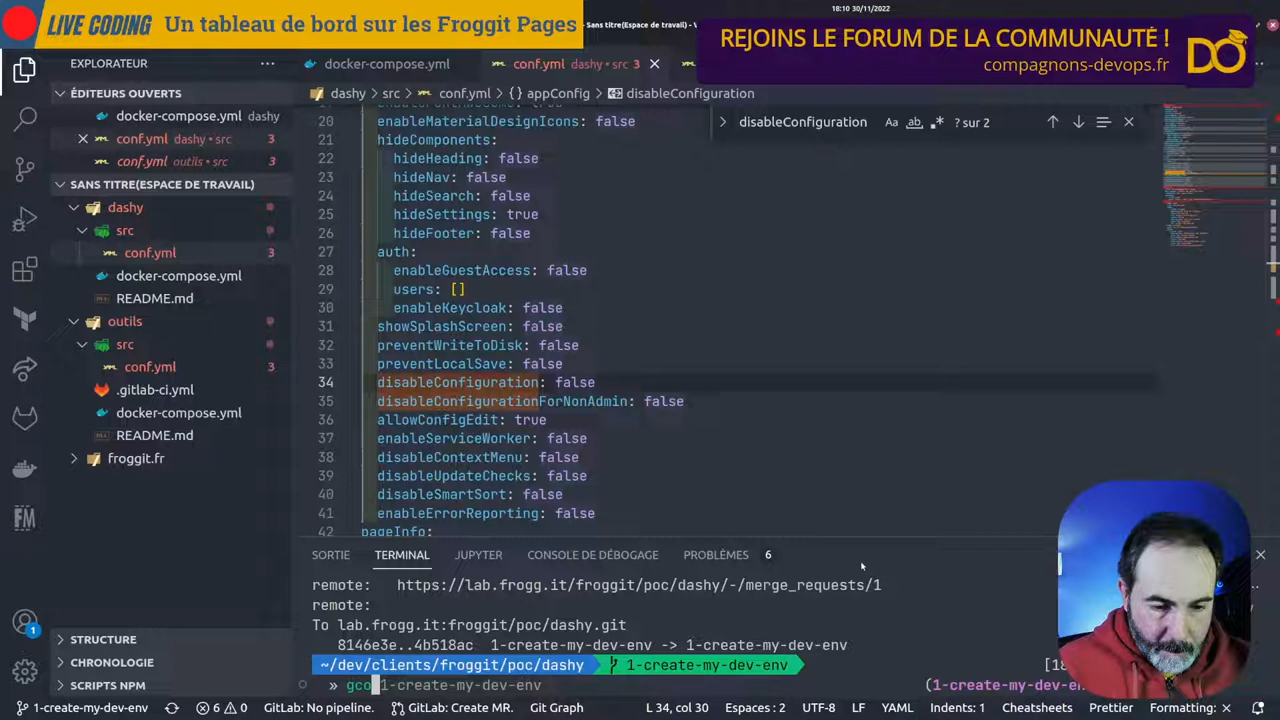 18:10 30/11/2022
LIVE CODING
Un tableau de bord sur les Froggit Pages
REJOINS LE FORUM DE LA COMMUNAUTÉ !
compagnons-devops.fr
DO
EXPLORATEUR
docker-compose.yml
conf.yml dashy • src 3
dashy > src > conf.yml > {} appConfig > disableConfiguration
ÉDITEURS OUVERTS
docker-compose.yml dashy
conf.yml dashy • src 3
conf.yml outils • src 3
SANS TITRE(ESPACE DE TRAVAIL)
dashy
src
conf.yml 3
docker-compose.yml
README.md
outils
src
conf.yml 3
.gitlab-ci.yml
docker-compose.yml
README.md
froggit.fr
STRUCTURE
CHRONOLOGIE
SCRIPTS NPM
1
disableConfiguration Aa ab ? sur 2
20 enableMaterialDesignIcons: false
21 hideComponents:
22 hideHeading: false
23 hideNav: false
24 hideSearch: false
25 hideSettings: true
26 hideFooter: false
27 auth:
28 enableGuestAccess: false
29 users: []
30 enableKeycloak: false
31 showSplashScreen: false
32 preventWriteToDisk: false
33 preventLocalSave: false
34 disableConfiguration: false
35 disableConfigurationForNonAdmin: false
36 allowConfigEdit: true
37 enableServiceWorker: false
38 disableContextMenu: false
39 disableUpdateChecks: false
40 disableSmartSort: false
41 enableErrorReporting: false
42 pageInfo:
SORTIE TERMINAL JUPYTER CONSOLE DE DÉBOGAGE PROBLÈMES 6
remote: https://lab.frogg.it/froggit/poc/dashy/-/merge_requests/1
remote:
To lab.frogg.it:froggit/poc/dashy.git
8146e3e..4b518ac 1-create-my-dev-env -> 1-create-my-dev-env
~/dev/clients/froggit/poc/dashy 1-create-my-dev-env
» gco 1-create-my-dev-env
1-create-my-dev-env 6 0 GitLab: No pipeline. GitLab: Create MR. Git Graph L 34, col 30 Espaces : 2 UTF-8 LF YAML Indents: 1 Cheatsheets Prettier Formatting: ×